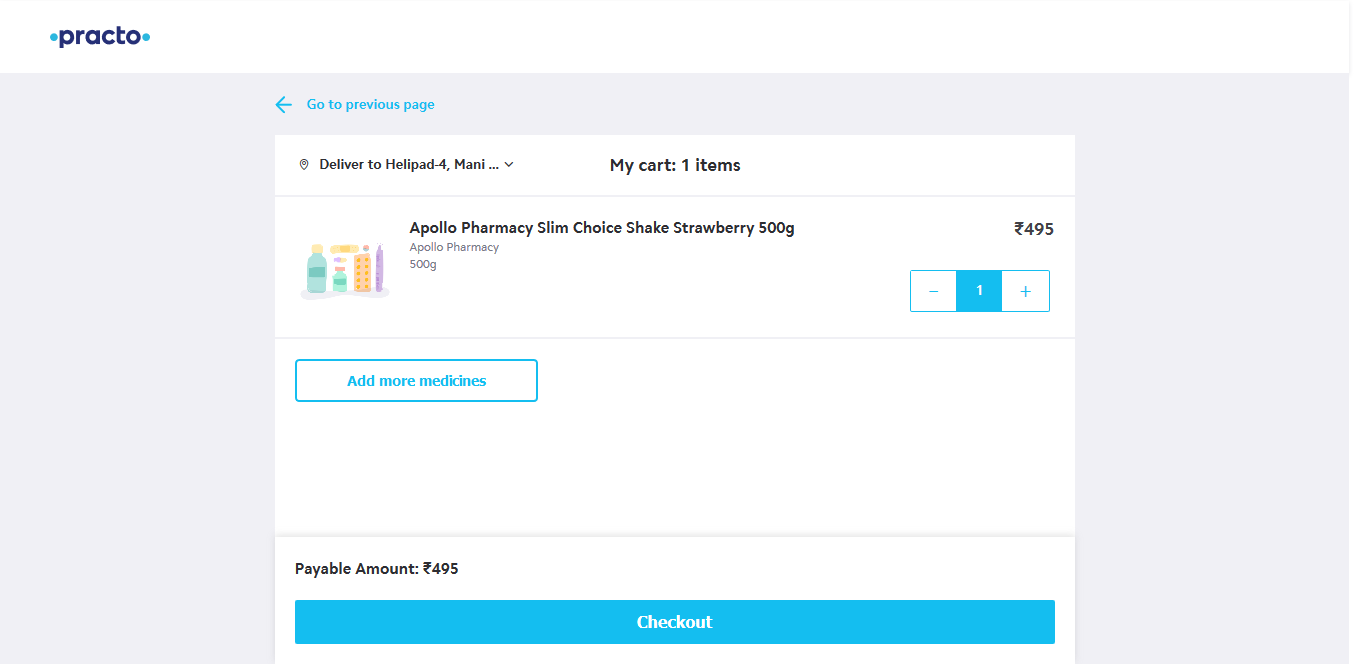 practo
Go to previous page
Deliver to Helipad-4, Mani ...
My cart: 1 items
Apollo Pharmacy Slim Choice Shake Strawberry 500g
₹495
Apollo Pharmacy
500g
− 1 +
Add more medicines
Payable Amount: ₹495
Checkout